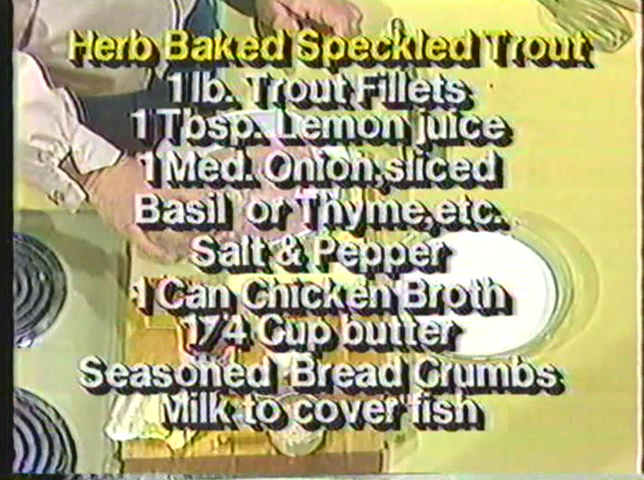 Herb Baked Speckled Trout
1 lb. Trout Fillets
1 Tbsp. Lemon juice
1 Med. Onion,sliced
Basil or Thyme,etc.
Salt & Pepper
1 Can Chicken Broth
1/4 Cup butter
Seasoned Bread Crumbs
Milk to cover fish